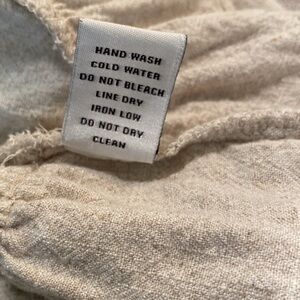 HAND WASH
COLD WATER
DO NOT BLEACH
LINE DRY
IRON LOW
DO NOT DRY
CLEAN